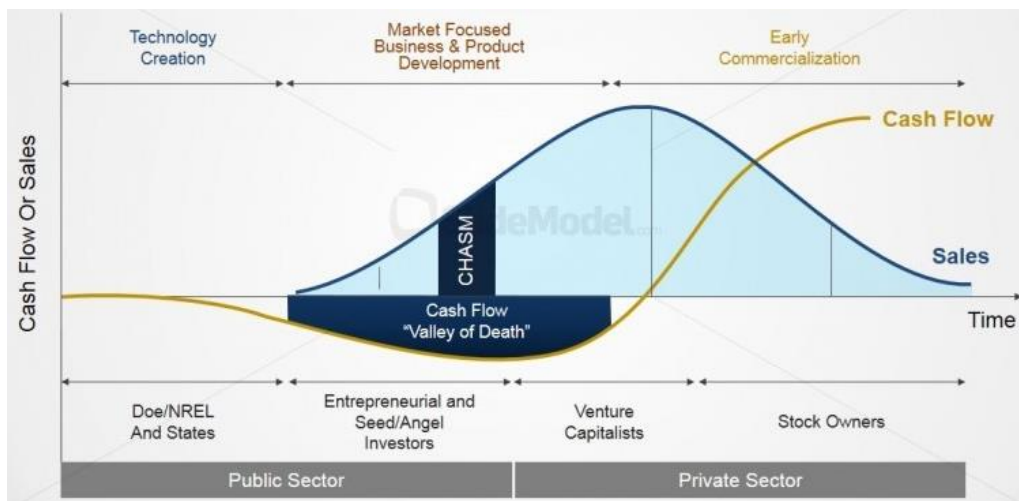 Technology
Creation
Market Focused
Business & Product
Development
Early
Commercialization
Cash Flow Or Sales
Cash Flow
CHASM
Sales
Cash Flow
"Valley of Death"
Time
Doe/NREL
And States
Entrepreneurial and
Seed/Angel
Investors
Venture
Capitalists
Stock Owners
Public Sector
Private Sector